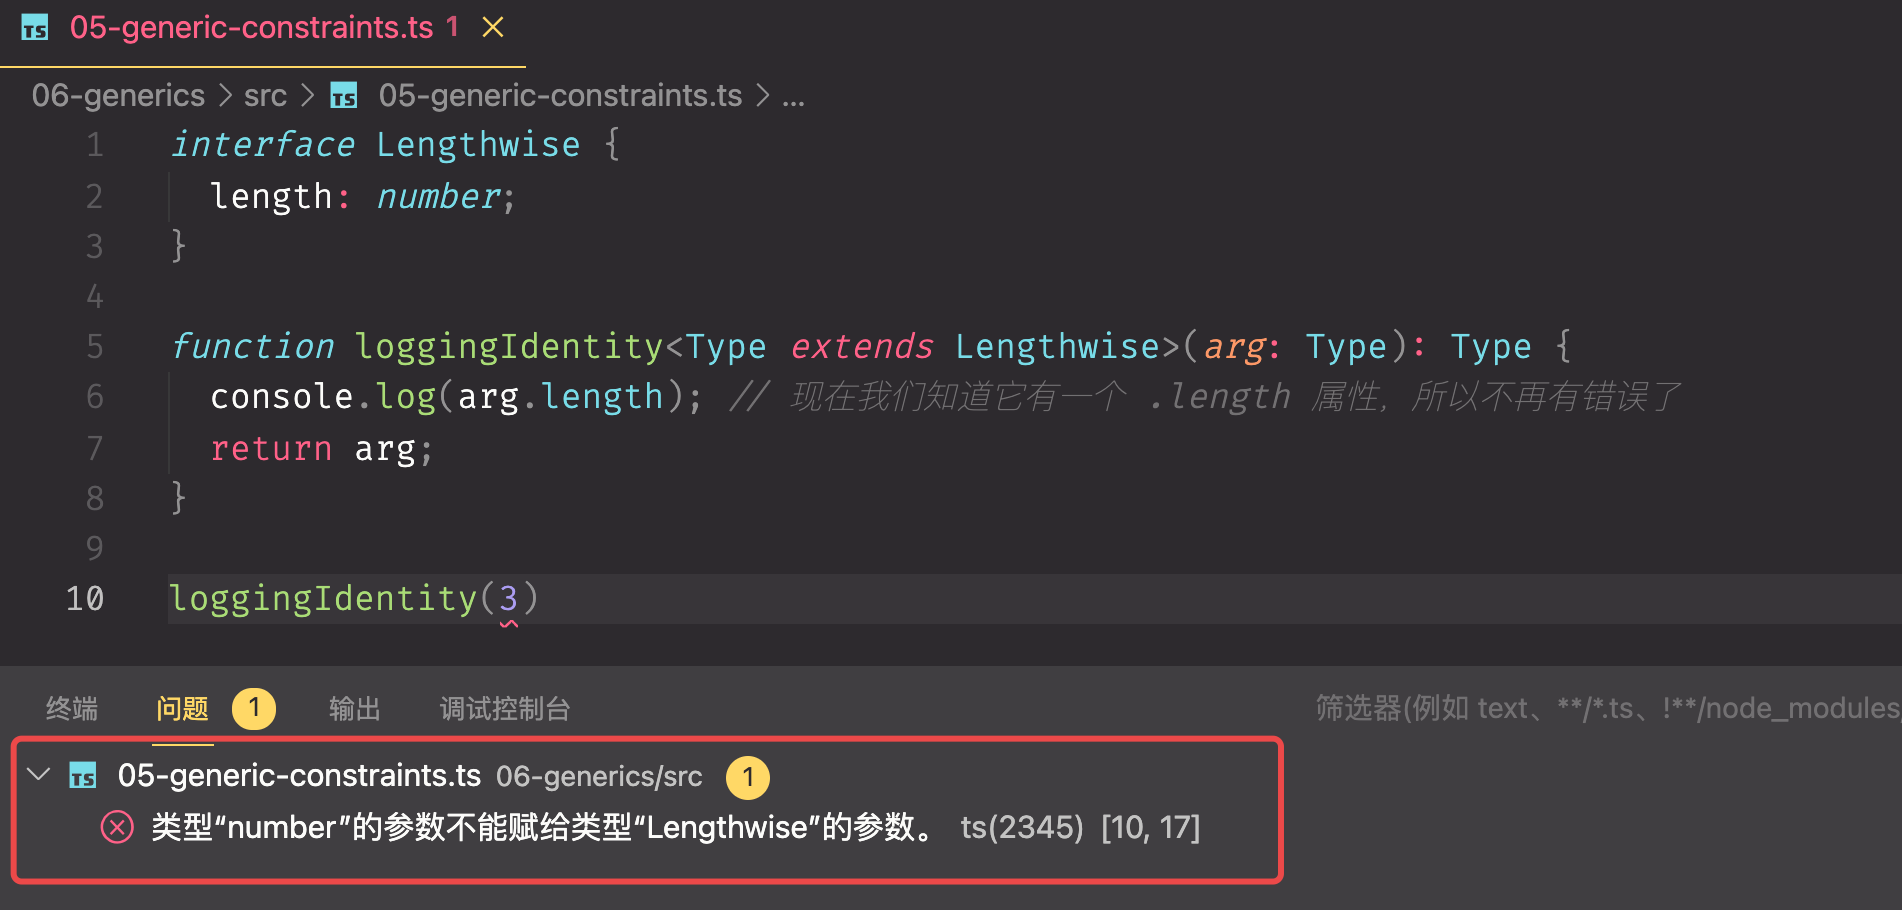 TS 05-generic-constraints.ts 1
06-generics > src > TS 05-generic-constraints.ts > ...
1 interface Lengthwise {
2 length: number;
3 }
4
5 function loggingIdentity<Type extends Lengthwise>(arg: Type): Type {
6 console.log(arg.length); // 现在我们知道它有一个 .length 属性，所以不再有错误了
7 return arg;
8 }
9
10 loggingIdentity(3)
终端 问题 1 输出 调试控制台 筛选器(例如 text、**/*.ts、!**/node_modules
TS 05-generic-constraints.ts 06-generics/src 1
类型“number”的参数不能赋给类型“Lengthwise”的参数。 ts(2345) [10, 17]